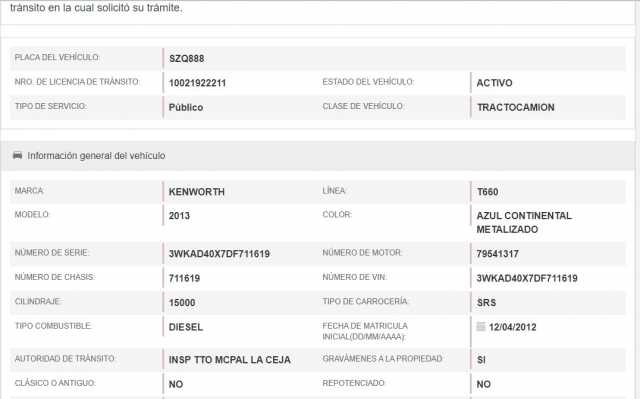 tránsito en la cual solicitó su trámite.
PLACA DEL VEHÍCULO: SZQ888
NRO. DE LICENCIA DE TRÁNSITO: 10021922211 ESTADO DEL VEHÍCULO: ACTIVO
TIPO DE SERVICIO: Público CLASE DE VEHÍCULO: TRACTOCAMION
Información general del vehículo
MARCA: KENWORTH LÍNEA: T660
MODELO: 2013 COLOR: AZUL CONTINENTAL
METALIZADO
NÚMERO DE SERIE: 3WKAD40X7DF711619 NÚMERO DE MOTOR: 79541317
NÚMERO DE CHASIS: 711619 NÚMERO DE VIN: 3WKAD40X7DF711619
CILINDRAJE: 15000 TIPO DE CARROCERÍA: SRS
TIPO COMBUSTIBLE: DIESEL FECHA DE MATRICULA 12/04/2012
INICIAL(DD/MM/AAAA):
AUTORIDAD DE TRÁNSITO: INSP TTO MCPAL LA CEJA GRAVÁMENES A LA PROPIEDAD: SI
CLÁSICO O ANTIGUO: NO REPOTENCIADO: NO